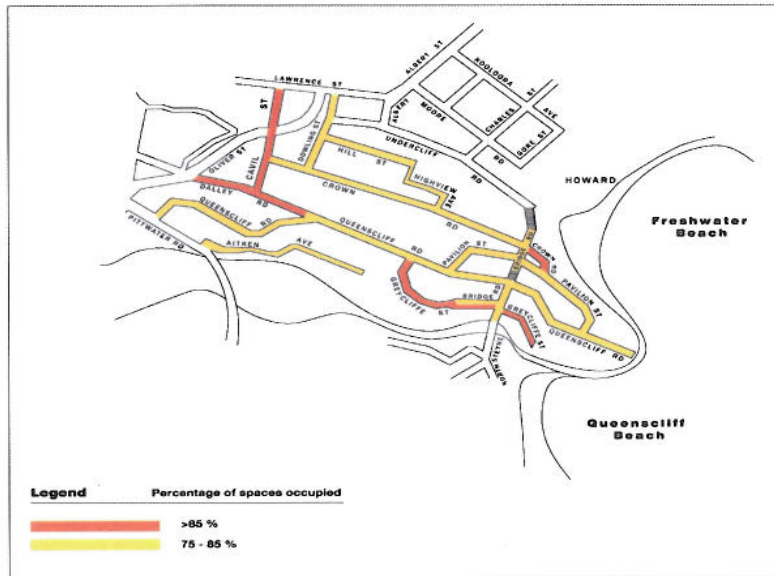 LAWRENCE ST
ALBERT ST
KOOLOORA AVE
ALBERT
MOORE RD
CHARLES ST
GORE ST
UNDERCLIFF RD
OLIVER ST
CAVIL ST
DOWLING ST
HILL ST
HIGHVIEW AVE
CROWN RD
HOWARD
Freshwater
Beach
DALLEY RD
PITTWATER RD
QUEENSCLIFF RD
AITKEN AVE
QUEENSCLIFF RD
PAVILION ST
CROWN RD
PAVILION ST
GREYCLIFFE ST
BRIDGE RD
GREYCLIFFE ST
QUEENSCLIFF RD
Queenscliff
Beach
Legend Percentage of spaces occupied
>85 %
75 - 85 %